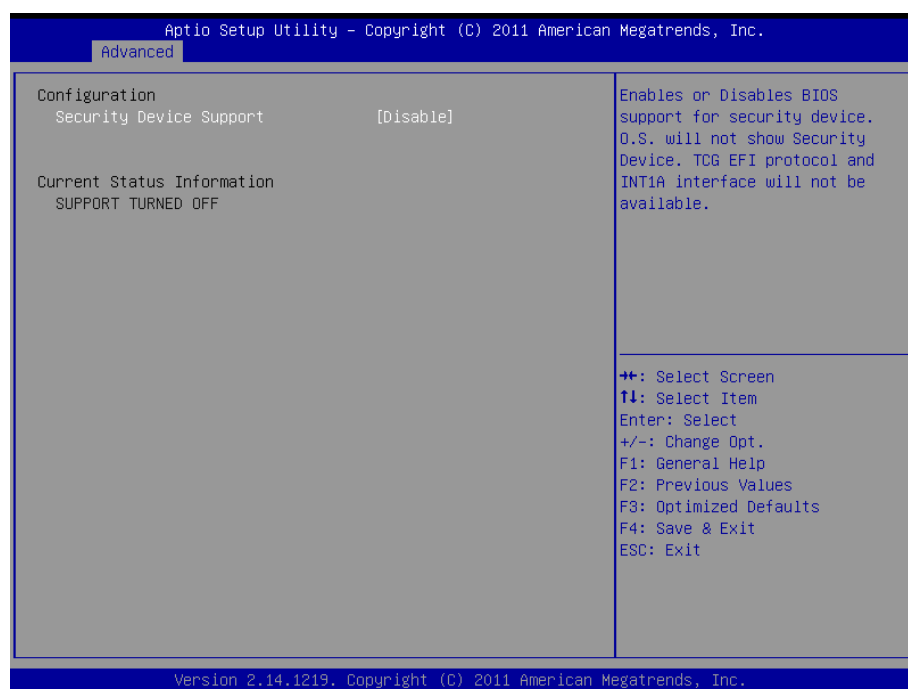 Aptio Setup Utility – Copyright (C) 2011 American Megatrends, Inc.
Advanced
Configuration
Security Device Support [Disable]
Current Status Information
SUPPORT TURNED OFF
Enables or Disables BIOS
support for security device.
O.S. will not show Security
Device. TCG EFI protocol and
INT1A interface will not be
available.
→←: Select Screen
↑↓: Select Item
Enter: Select
+/-: Change Opt.
F1: General Help
F2: Previous Values
F3: Optimized Defaults
F4: Save & Exit
ESC: Exit
Version 2.14.1219. Copyright (C) 2011 American Megatrends, Inc.